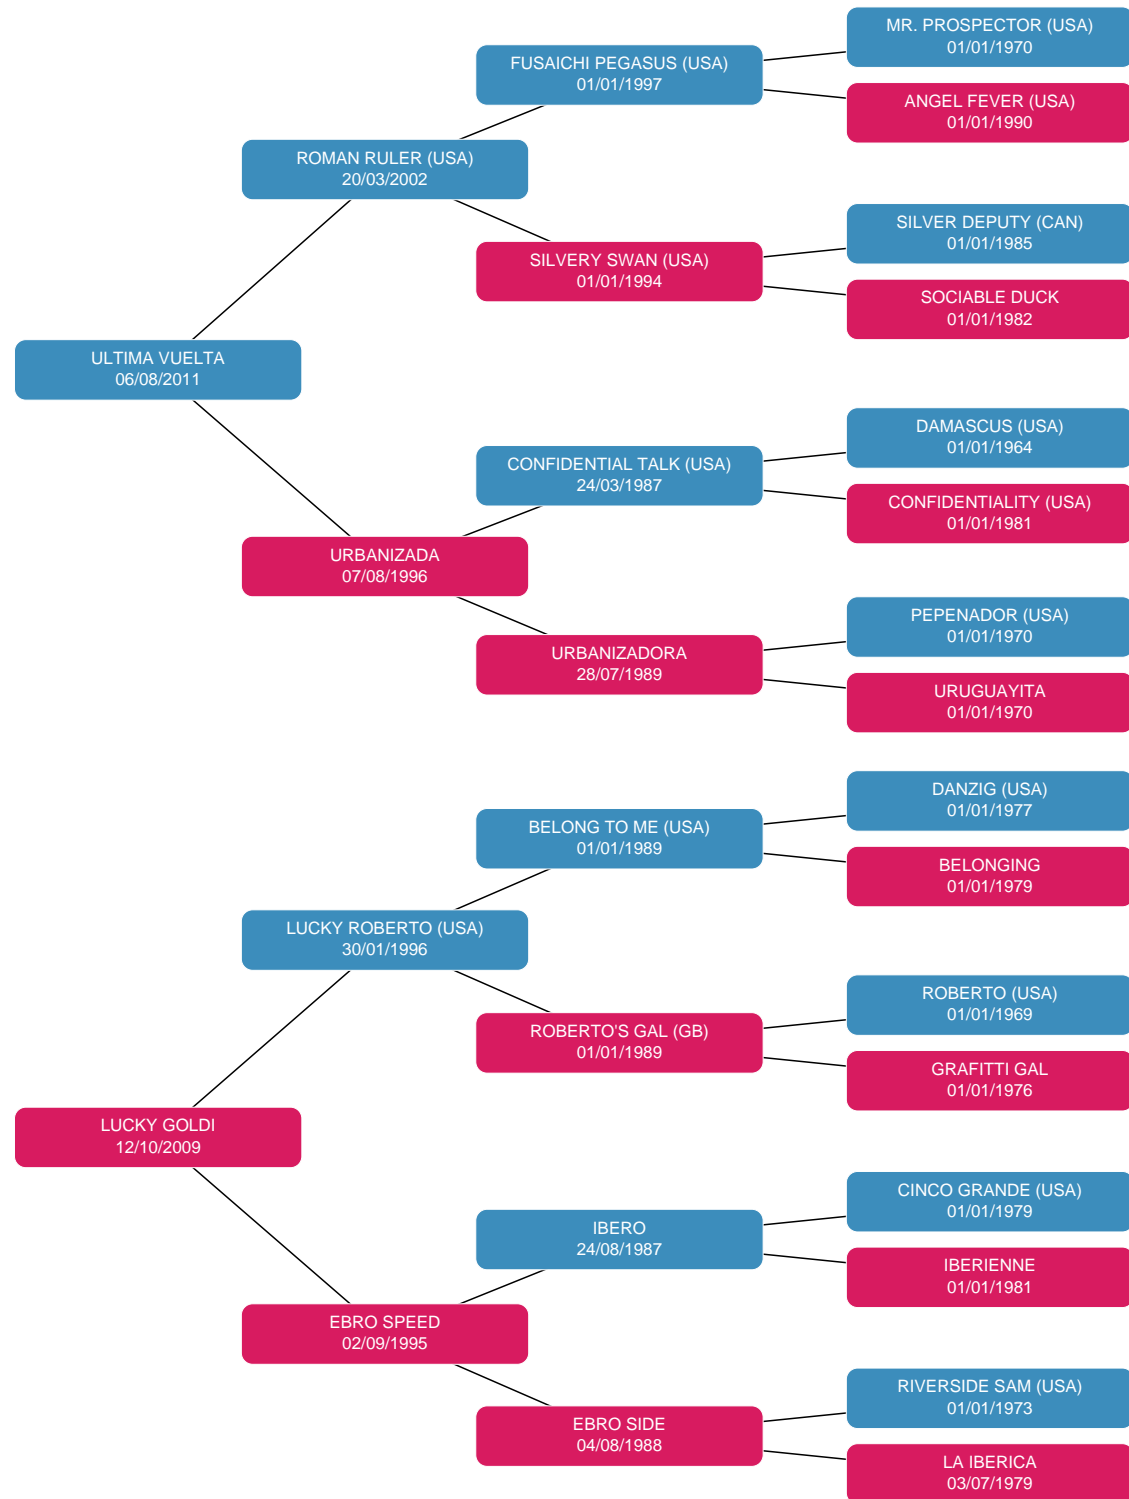 MR. PROSPECTOR (USA)
01/01/1970
FUSAICHI PEGASUS (USA)
01/01/1997
ANGEL FEVER (USA)
01/01/1990
ROMAN RULER (USA)
20/03/2002
SILVER DEPUTY (CAN)
01/01/1985
SILVERY SWAN (USA)
01/01/1994
SOCIABLE DUCK
01/01/1982
ULTIMA VUELTA
06/08/2011
DAMASCUS (USA)
01/01/1964
CONFIDENTIAL TALK (USA)
24/03/1987
CONFIDENTIALITY (USA)
01/01/1981
URBANIZADA
07/08/1996
PEPENADOR (USA)
01/01/1970
URBANIZADORA
28/07/1989
URUGUAYITA
01/01/1970
DANZIG (USA)
01/01/1977
BELONG TO ME (USA)
01/01/1989
BELONGING
01/01/1979
LUCKY ROBERTO (USA)
30/01/1996
ROBERTO (USA)
01/01/1969
ROBERTO'S GAL (GB)
01/01/1989
GRAFITTI GAL
01/01/1976
LUCKY GOLDI
12/10/2009
CINCO GRANDE (USA)
01/01/1979
IBERO
24/08/1987
IBERIENNE
01/01/1981
EBRO SPEED
02/09/1995
RIVERSIDE SAM (USA)
01/01/1973
EBRO SIDE
04/08/1988
LA IBERICA
03/07/1979